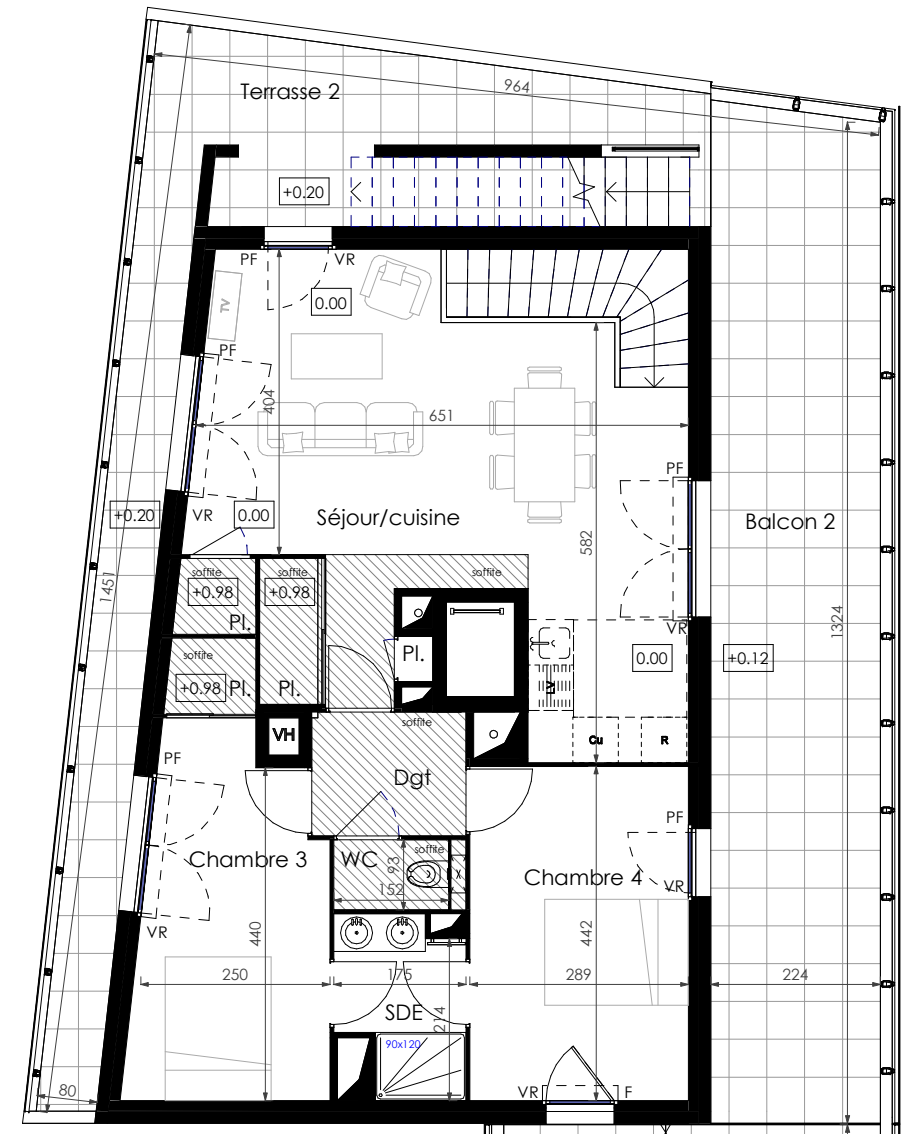 964
Terrasse 2
+0.20
PF
VR
0.00
TV
PF
404
651
PF
+0.20
VR
0.00
Séjour/cuisine
Balcon 2
582
1451
soffite
soffite
soffite
+0.98
+0.98
Pl.
1324
VR
Pl.
soffite
0.00
+0.12
+0.98
Pl.
Pl.
LV
soffite
VH
Cu
R
PF
Dgt
PF
soffite
Chambre 3
WC
93
Chambre 4
VR
152
VR
440
442
250
175
289
224
SDE
214
90x120
80
VR
F